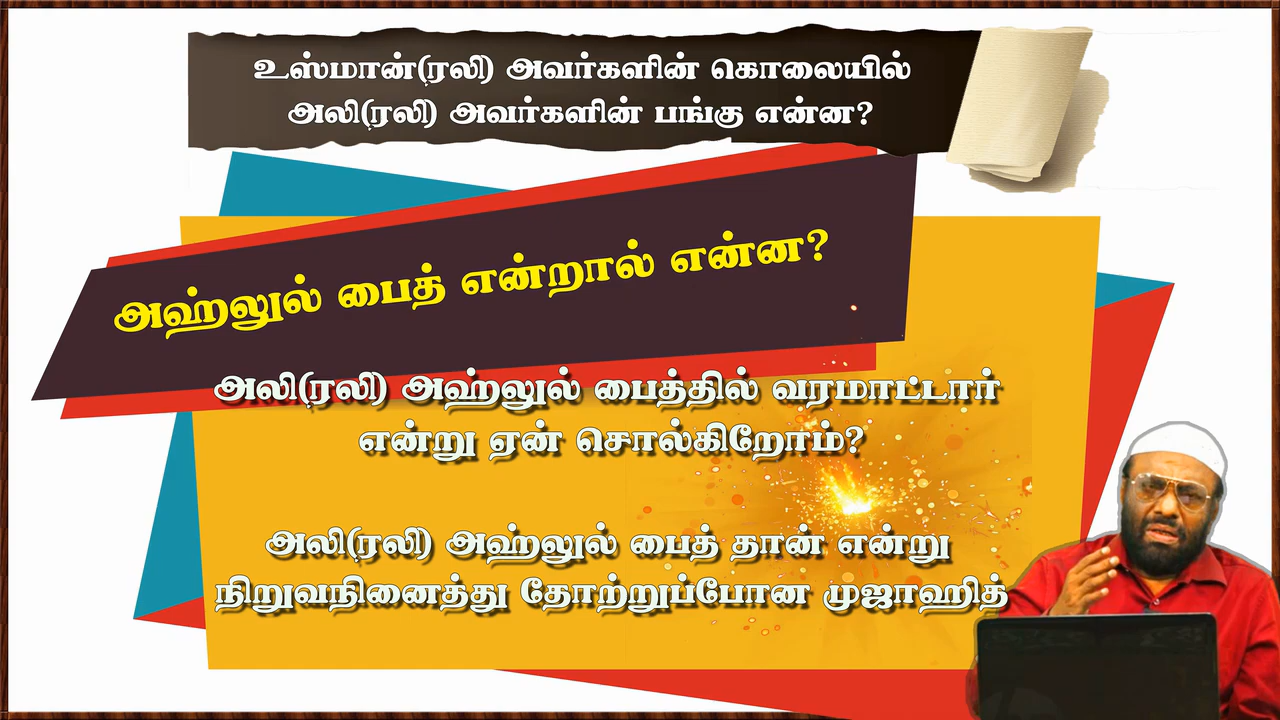 உஸ்மான்(ரலி) அவர்களின் கொலையில்
அலி(ரலி) அவர்களின் பங்கு என்ன?
அஹ்லுல் பைத் என்றால் என்ன?
அலி(ரலி) அஹ்லுல் பைத்தில் வரமாட்டார்
என்று ஏன் சொல்கிறோம்?
அலி(ரலி) அஹ்லுல் பைத் தான் என்று
நிறுவநினைத்து தோற்றுப்போன முஜாஹித்